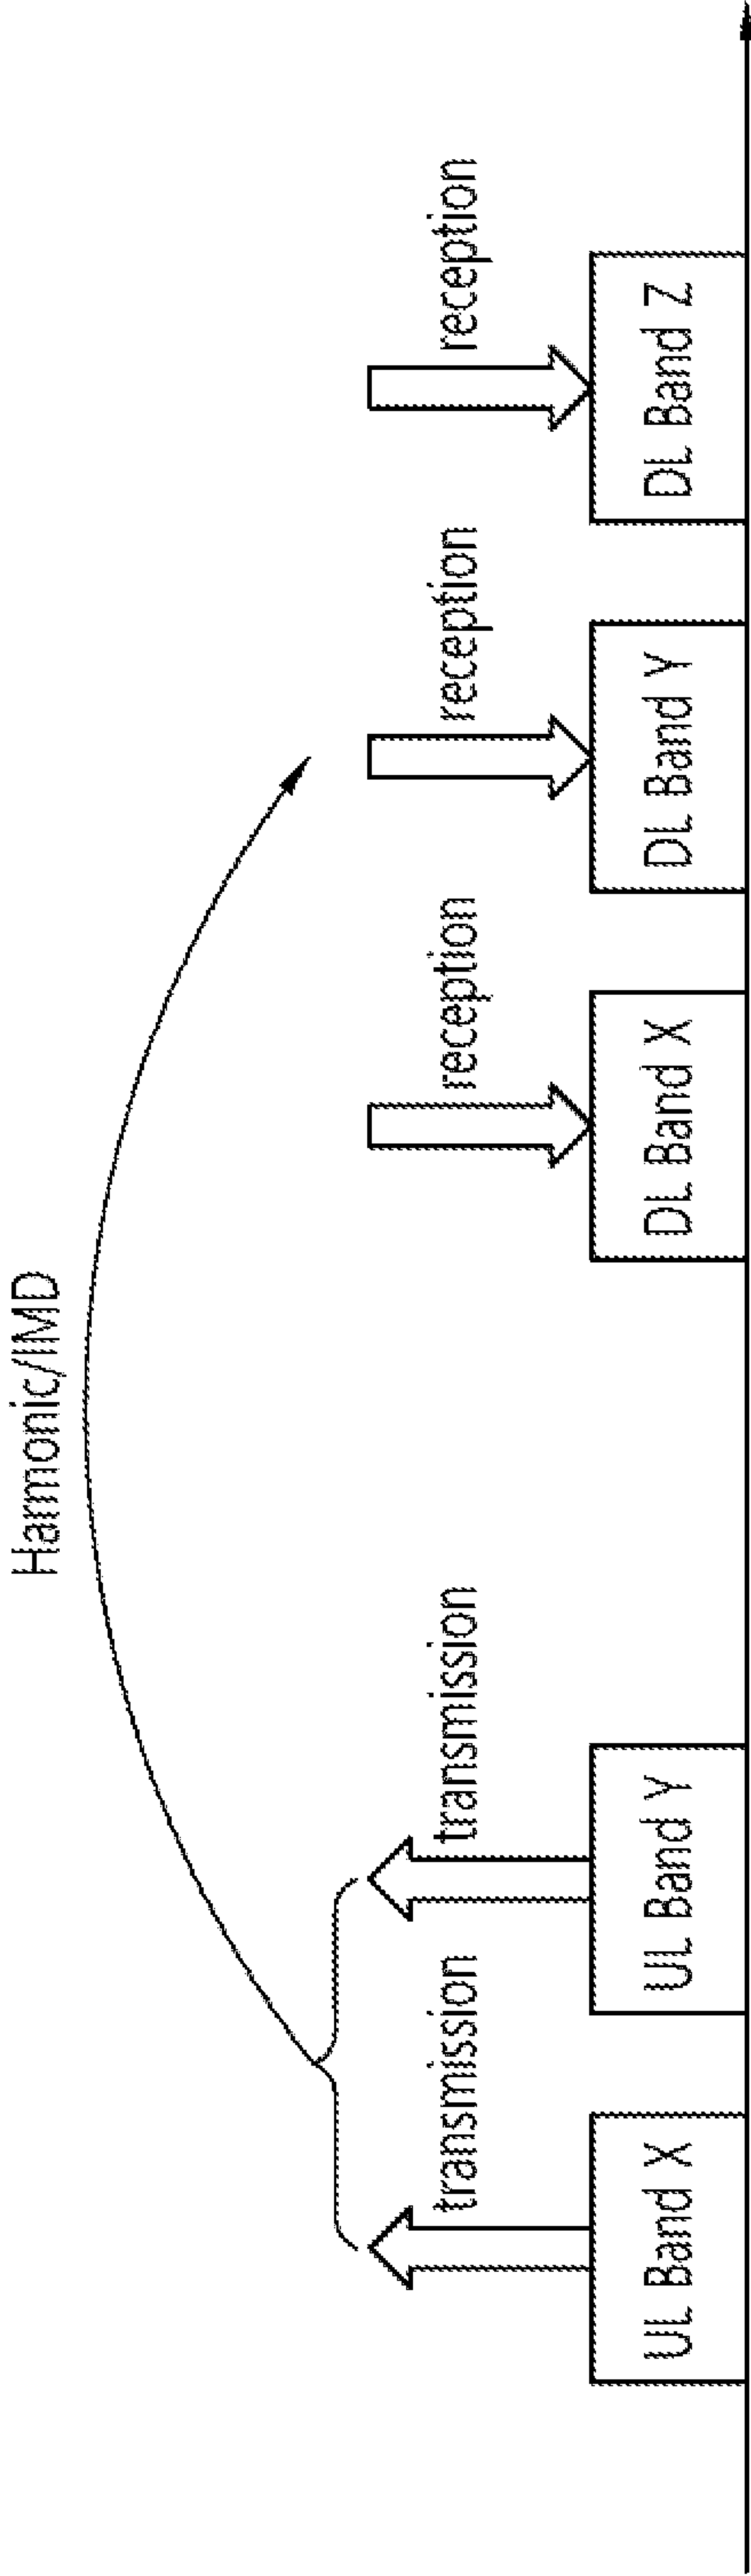 Harmonic/IMD
transmission
transmission
reception
reception
reception
UL Band X
UL Band Y
DL Band X
DL Band Y
DL Band Z